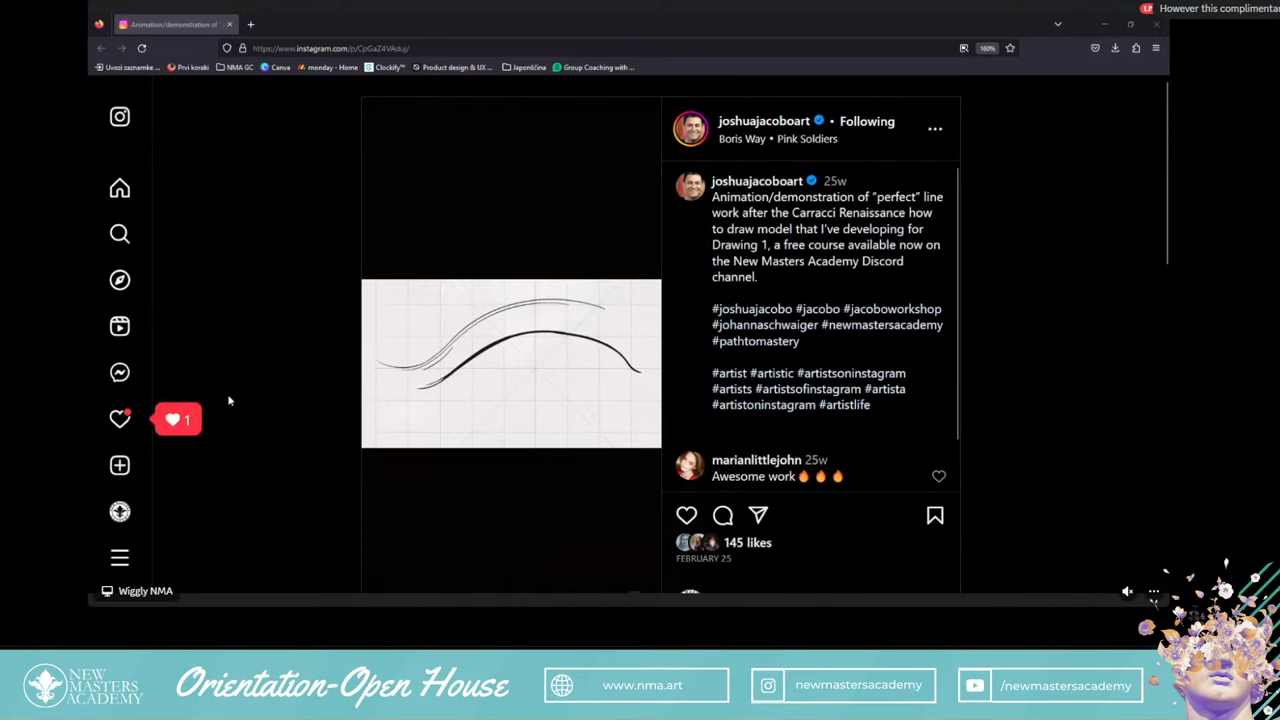 However this complimentar
Animation/demonstration of "
https://www.instagram.com/p/CpGaZ4VAduj/
160%
Uvozi zaznamke ...
Prvi koraki
NMA GC
Canva
monday - Home
Clockify™
Product design & UX ...
Japonščina
Group Coaching with ...
joshuajacoboart • Following
Boris Way • Pink Soldiers
joshuajacoboart 25w
Animation/demonstration of “perfect” line
work after the Carracci Renaissance how
to draw model that I've developing for
Drawing 1, a free course available now on
the New Masters Academy Discord
channel.
#joshuajacobo #jacobo #jacoboworkshop
#johannaschwaiger #newmastersacademy
#pathtomastery
#artist #artistic #artistsoninstagram
#artists #artistsofinstagram #artista
#artistoninstagram #artistlife
1
marianlittlejohn 25w
Awesome work🔥🔥🔥
145 likes
FEBRUARY 25
Wiggly NMA
NEW
MASTERS
ACADEMY
Orientation-Open House
www.nma.art
newmastersacademy
/newmastersacademy